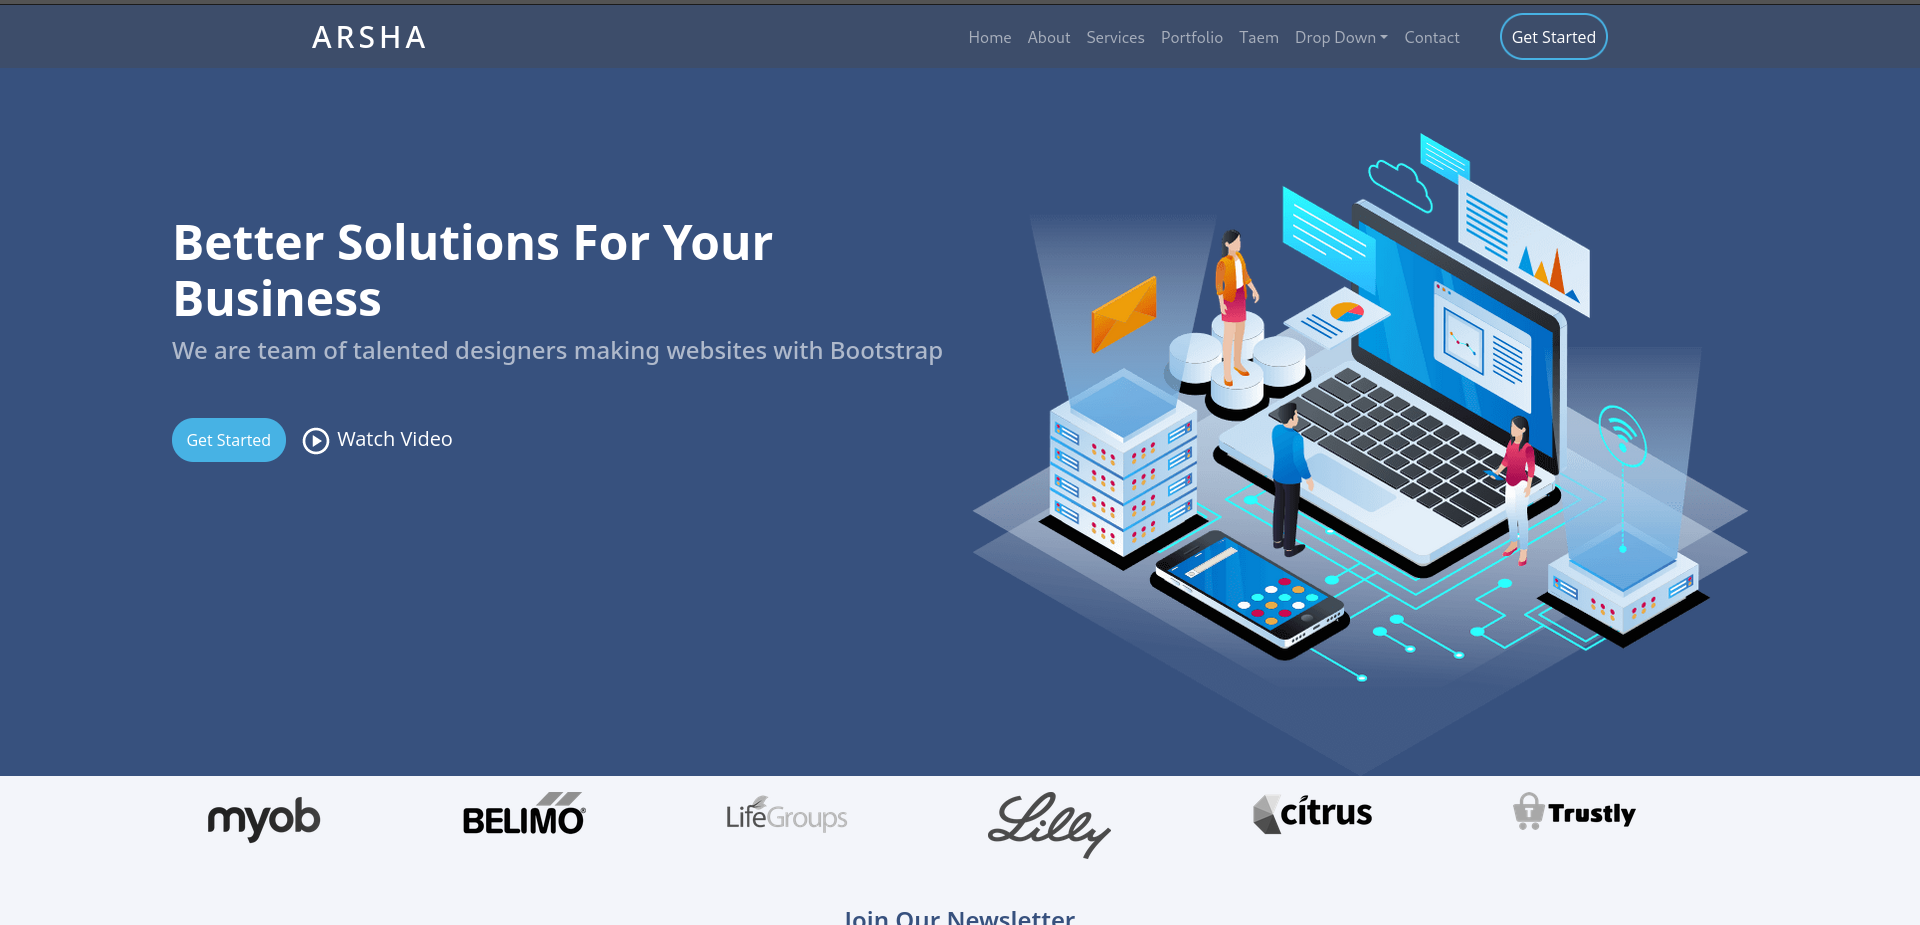 ARSHA
Home About Services Portfolio Taem Drop Down Contact Get Started
Better Solutions For Your
Business
We are team of talented designers making websites with Bootstrap
Get Started Watch Video
myob BELIMO® LifeGroups Lilly citrus T Trustly
Join Our Newsletter